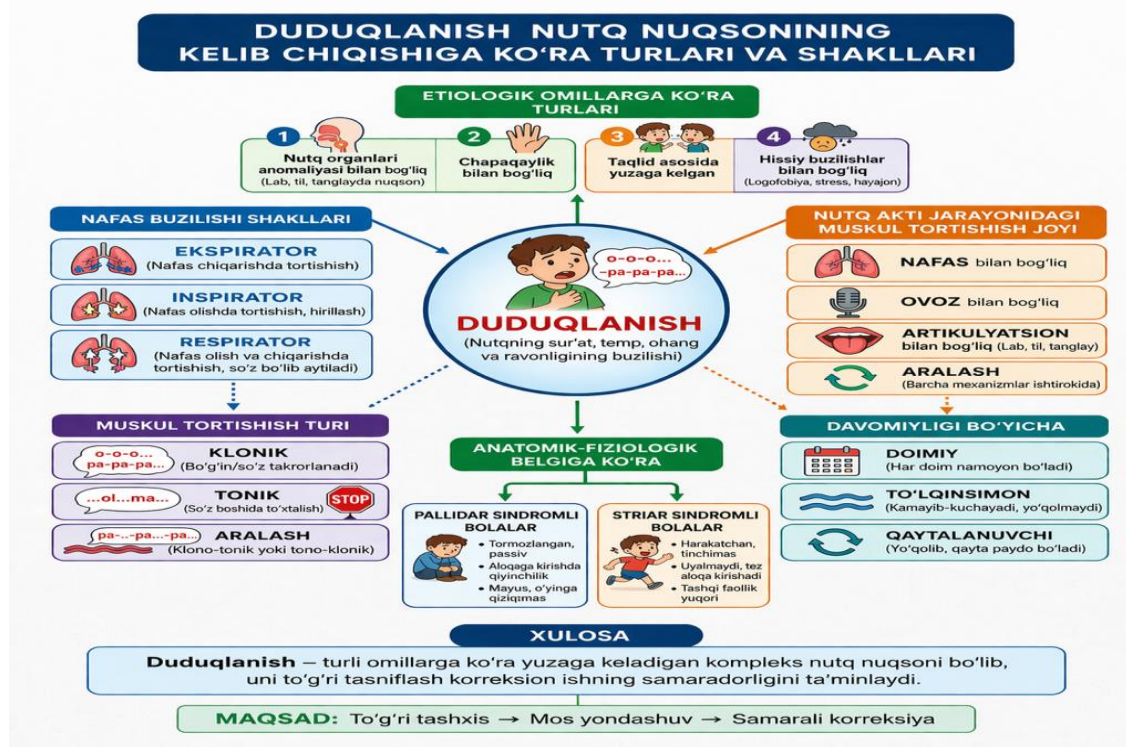 DUDUQLANISH NUTQ NUQSONINING
KELIB CHIQISHIGA KO‘RA TURLARI VA SHAKLLARI
ETIOLOGIK OMILLARGA KO‘RA
TURLARI
1
Nutq organlari
anomaliyasi bilan bog‘liq
(Lab, til, tanglayda nuqson)
2
Chapaqaylik
bilan bog‘liq
3
Taqlid asosida
yuzaga kelgan
4
Hissiy buzilishlar
bilan bog‘liq
(Logofobiya, stress, hayajon)
NAFAS BUZILISHI SHAKLLARI
EKSPIRATOR
(Nafas chiqarishda tortishish)
INSPIRATOR
(Nafas olishda tortishish, hirillash)
RESPIRATOR
(Nafas olish va chiqarishda
tortishish, so‘z bo‘lib aytiladi)
o-o-o...
-pa-pa-pa...
DUDUQLANISH
(Nutqning sur’at, temp, ohang
va ravonligining buzilishi)
NUTQ AKTI JARAYONIDAGI
MUSKUL TORTISHISH JOYI
NAFAS bilan bog‘liq
OVOZ bilan bog‘liq
ARTIKULYATSION
bilan bog‘liq (Lab, til, tanglay)
ARALASH
(Barcha mexanizmlar ishtirokida)
MUSKUL TORTISHISH TURI
o-o-o...
pa-pa-pa...
KLONIK
(Bo‘g‘in/so‘z takrorlanadi)
...ol...ma...
TONIK
(So‘z boshida to‘xtalish)
STOP
pa-..-pa...-pa...
ARALASH
(Klono-tonik yoki tono-klonik)
ANATOMIK-FIZIOLOGIK
BELGIGA KO‘RA
PALLIDAR SINDROMLI
BOLALAR
• Tormozlangan,
passiv
• Aloqaga kirishda
qiyinchilik
• Mayus, o‘yinga
qiziqmas
STRIAR SINDROMLI
BOLALAR
• Harakatchan,
tinchimas
• Uyalmaydi, tez
aloqa kirishadi
• Tashqi faollik
yuqori
DAVOMIYLIGI BO‘YICHA
DOIMIY
(Har doim namoyon bo‘ladi)
TO‘LQINSIMON
(Kamayib-kuchayadi, yo‘qolmaydi)
QAYTALANUVCHI
(Yo‘qolib, qayta paydo bo‘ladi)
XULOSA
Duduqlanish – turli omillarga ko‘ra yuzaga keladigan kompleks nutq nuqsoni bo‘lib,
uni to‘g‘ri tasniflash korreksion ishning samaradorligini ta’minlaydi.
MAQSAD: To‘g‘ri tashxis → Mos yondashuv → Samarali korreksiya